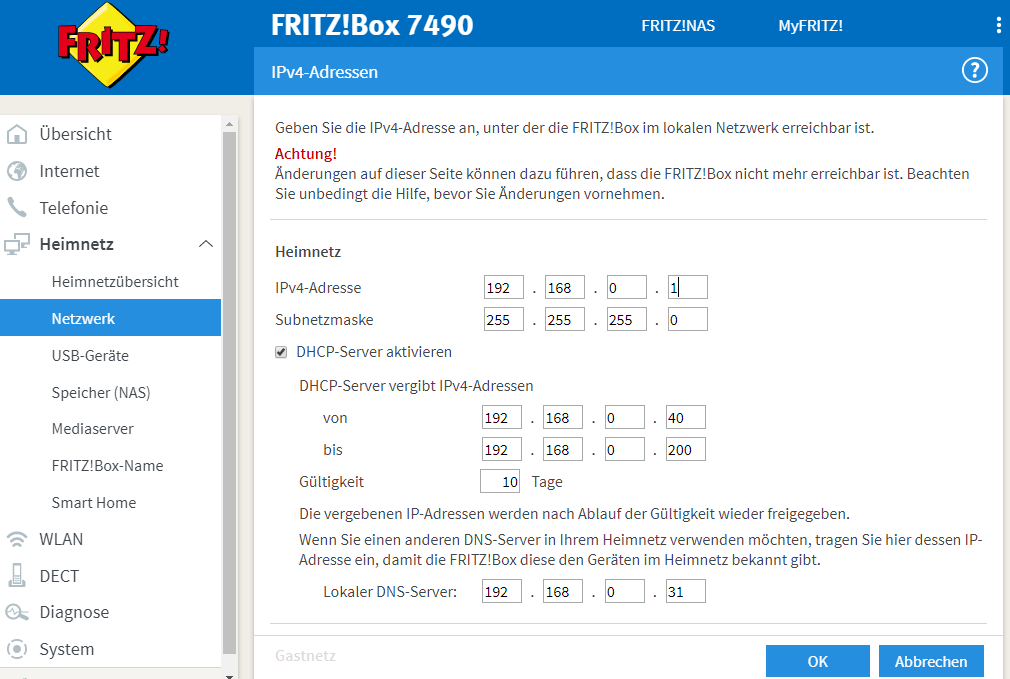 FRITZ!
FRITZ!Box 7490
FRITZ!NAS
MyFRITZ!
IPv4-Adressen
?
Übersicht
Internet
Telefonie
Heimnetz
Heimnetzübersicht
Netzwerk
USB-Geräte
Speicher (NAS)
Mediaserver
FRITZ!Box-Name
Smart Home
WLAN
DECT
Diagnose
System
Geben Sie die IPv4-Adresse an, unter der die FRITZ!Box im lokalen Netzwerk erreichbar ist.
Achtung!
Änderungen auf dieser Seite können dazu führen, dass die FRITZ!Box nicht mehr erreichbar ist. Beachten
Sie unbedingt die Hilfe, bevor Sie Änderungen vornehmen.
Heimnetz
IPv4-Adresse 192 . 168 . 0 . 1
Subnetzmaske 255 . 255 . 255 . 0
DHCP-Server aktivieren
DHCP-Server vergibt IPv4-Adressen
von 192 . 168 . 0 . 40
bis 192 . 168 . 0 . 200
Gültigkeit 10 Tage
Die vergebenen IP-Adressen werden nach Ablauf der Gültigkeit wieder freigegeben.
Wenn Sie einen anderen DNS-Server in Ihrem Heimnetz verwenden möchten, tragen Sie hier dessen IP-
Adresse ein, damit die FRITZ!Box diese den Geräten im Heimnetz bekannt gibt.
Lokaler DNS-Server: 192 . 168 . 0 . 31
Gastnetz
OK
Abbrechen